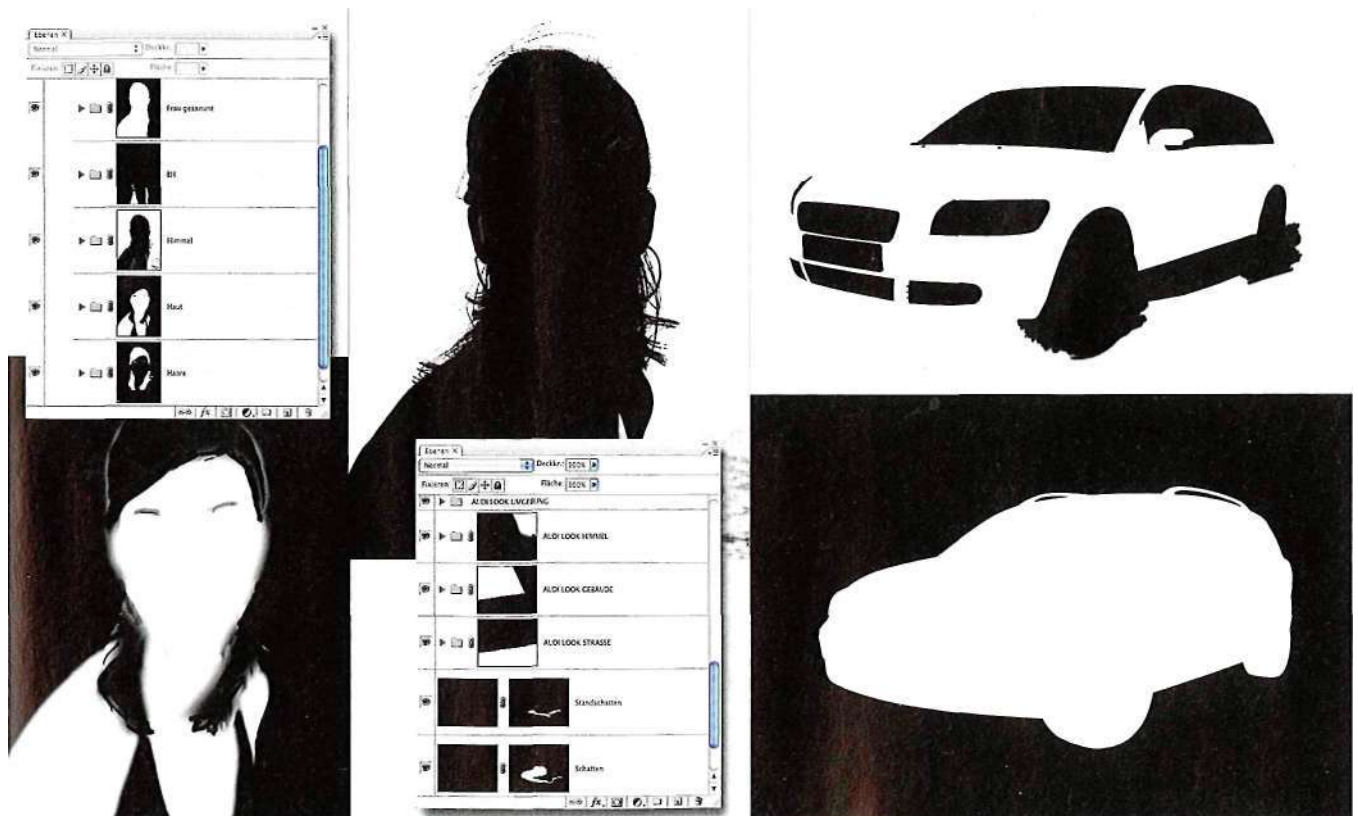 Ebenen X
Normal
Deckkr.:
Fixieren:
Fläche:
Frau gesamt
BH
Himmel
Haut
Haare
Ebenen X
Normal
Deckkr.: 100%
Fixieren: Fläche: 100%
AUDI LOOK UMGEBUNG
AUDI LOOK HIMMEL
AUDI LOOK GEBÄUDE
AUDI LOOK STRASSE
Standschatten
Schatten